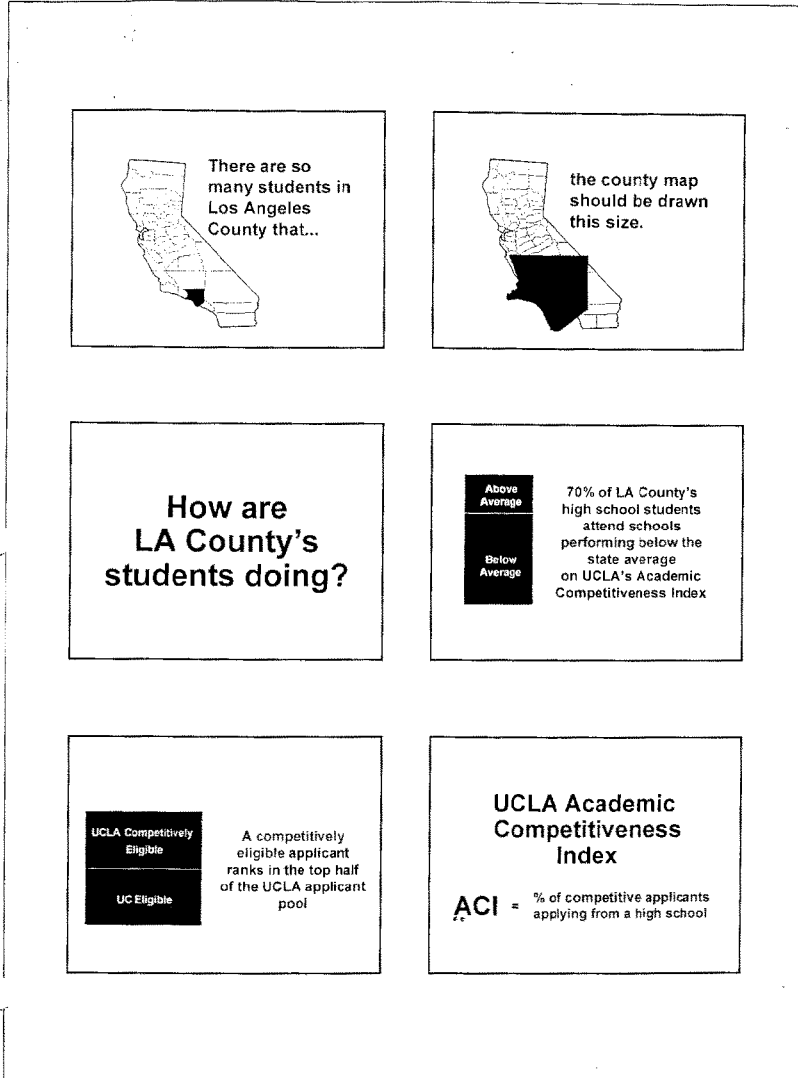 There are so
many students in
Los Angeles
County that...
the county map
should be drawn
this size.
How are
LA County's
students doing?
Above
Average
Below
Average
70% of LA County's
high school students
attend schools
performing below the
state average
on UCLA's Academic
Competitiveness Index
UCLA Competitively
Eligible
UC Eligible
A competitively
eligible applicant
ranks in the top half
of the UCLA applicant
pool
UCLA Academic
Competitiveness
Index
ACI = % of competitive applicants
applying from a high school